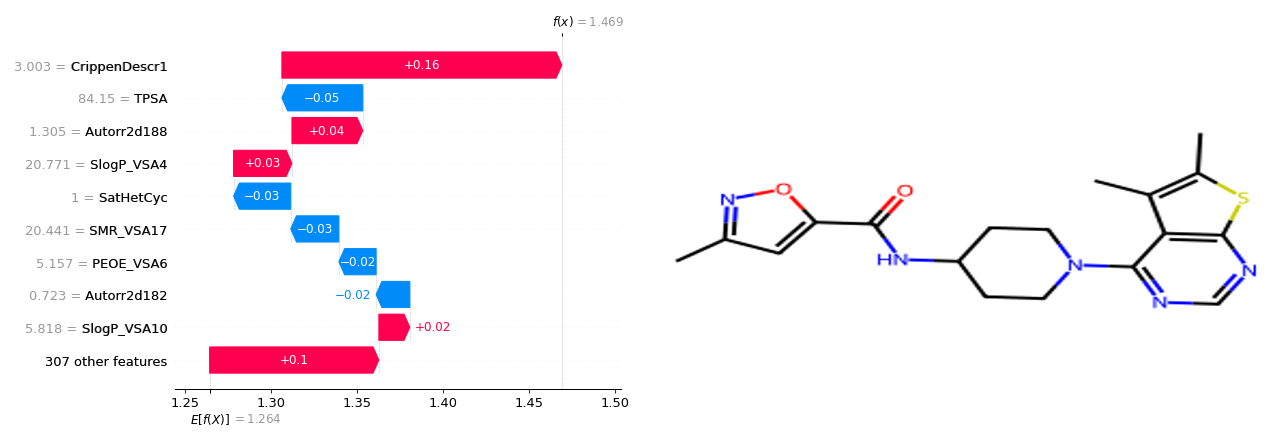 f(x) = 1.469
3.003 = CrippenDescr1
+0.16
84.15 = TPSA
−0.05
1.305 = Autorr2d188
+0.04
20.771 = SlogP_VSA4
+0.03
1 = SatHetCyc
−0.03
20.441 = SMR_VSA17
−0.03
5.157 = PEOE_VSA6
−0.02
0.723 = Autorr2d182
−0.02
5.818 = SlogP_VSA10
+0.02
307 other features
+0.1
1.25 1.30 1.35 1.40 1.45 1.50
E[f(X)] = 1.264
N
O
O
HN
N
N
N
S